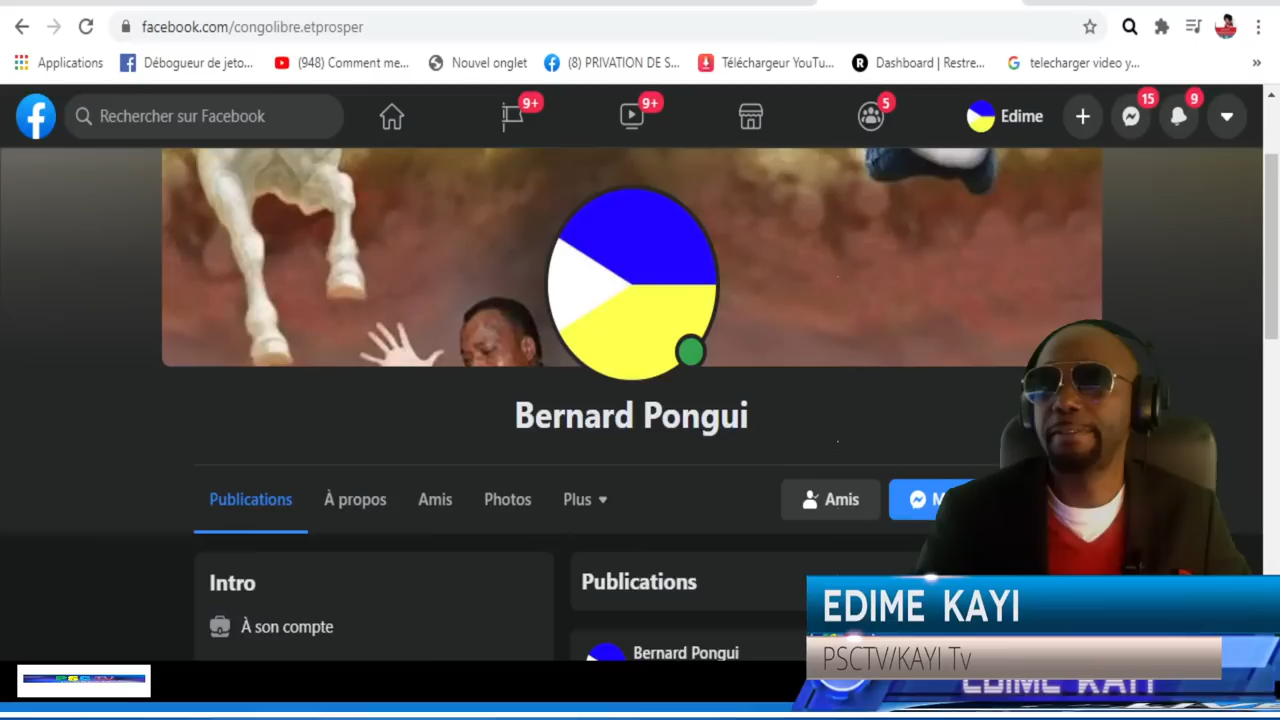 facebook.com/congolibre.etprosper
Applications
Débogueur de jeto...
(948) Comment me...
Nouvel onglet
(8) PRIVATION DE S...
Téléchargeur YouTu...
R
Dashboard | Restre...
G
telecharger video y...
»
f
Rechercher sur Facebook
9+
9+
5
Edime
15
9
Bernard Pongui
Publications
À propos
Amis
Photos
Plus
Amis
M
Intro
Publications
À son compte
Bernard Pongui
EDIME KAYI
PSCTV/KAYI Tv
EDIME KAYI